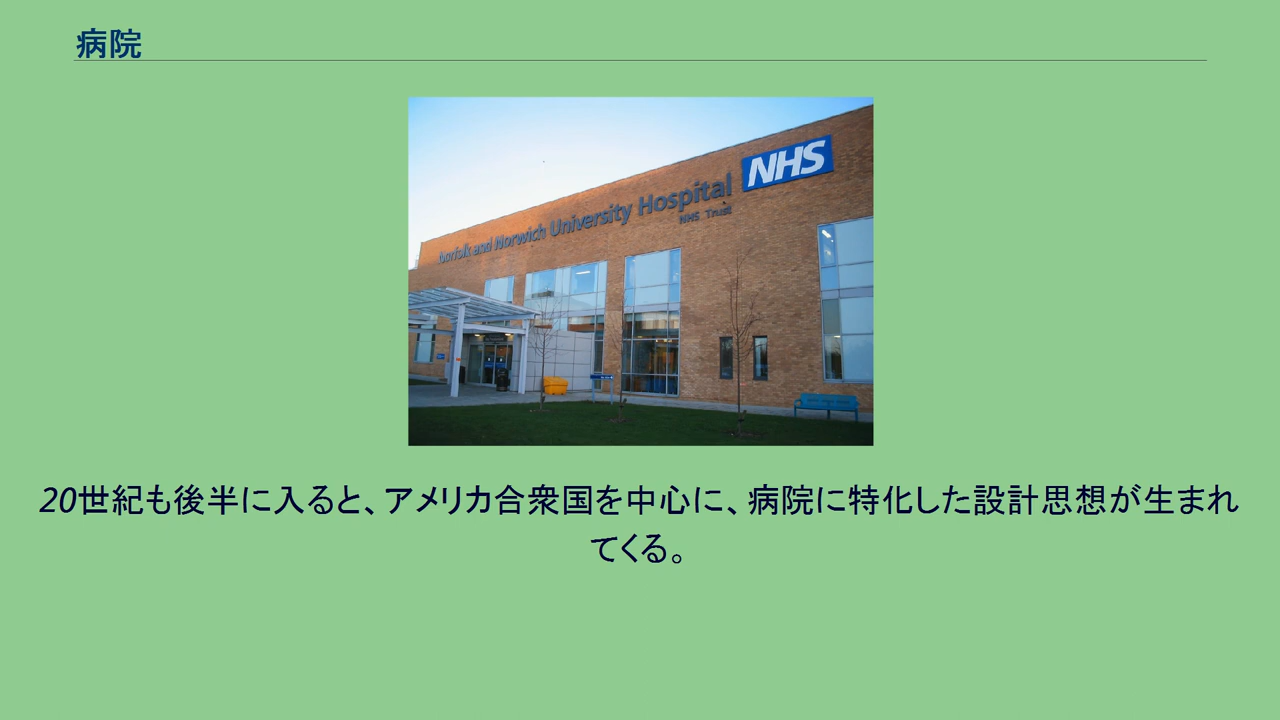 病院
NHS
Norfolk and Norwich University Hospital
NHS Trust
20世紀も後半に入ると、アメリカ合衆国を中心に、病院に特化した設計思想が生まれ
てくる。